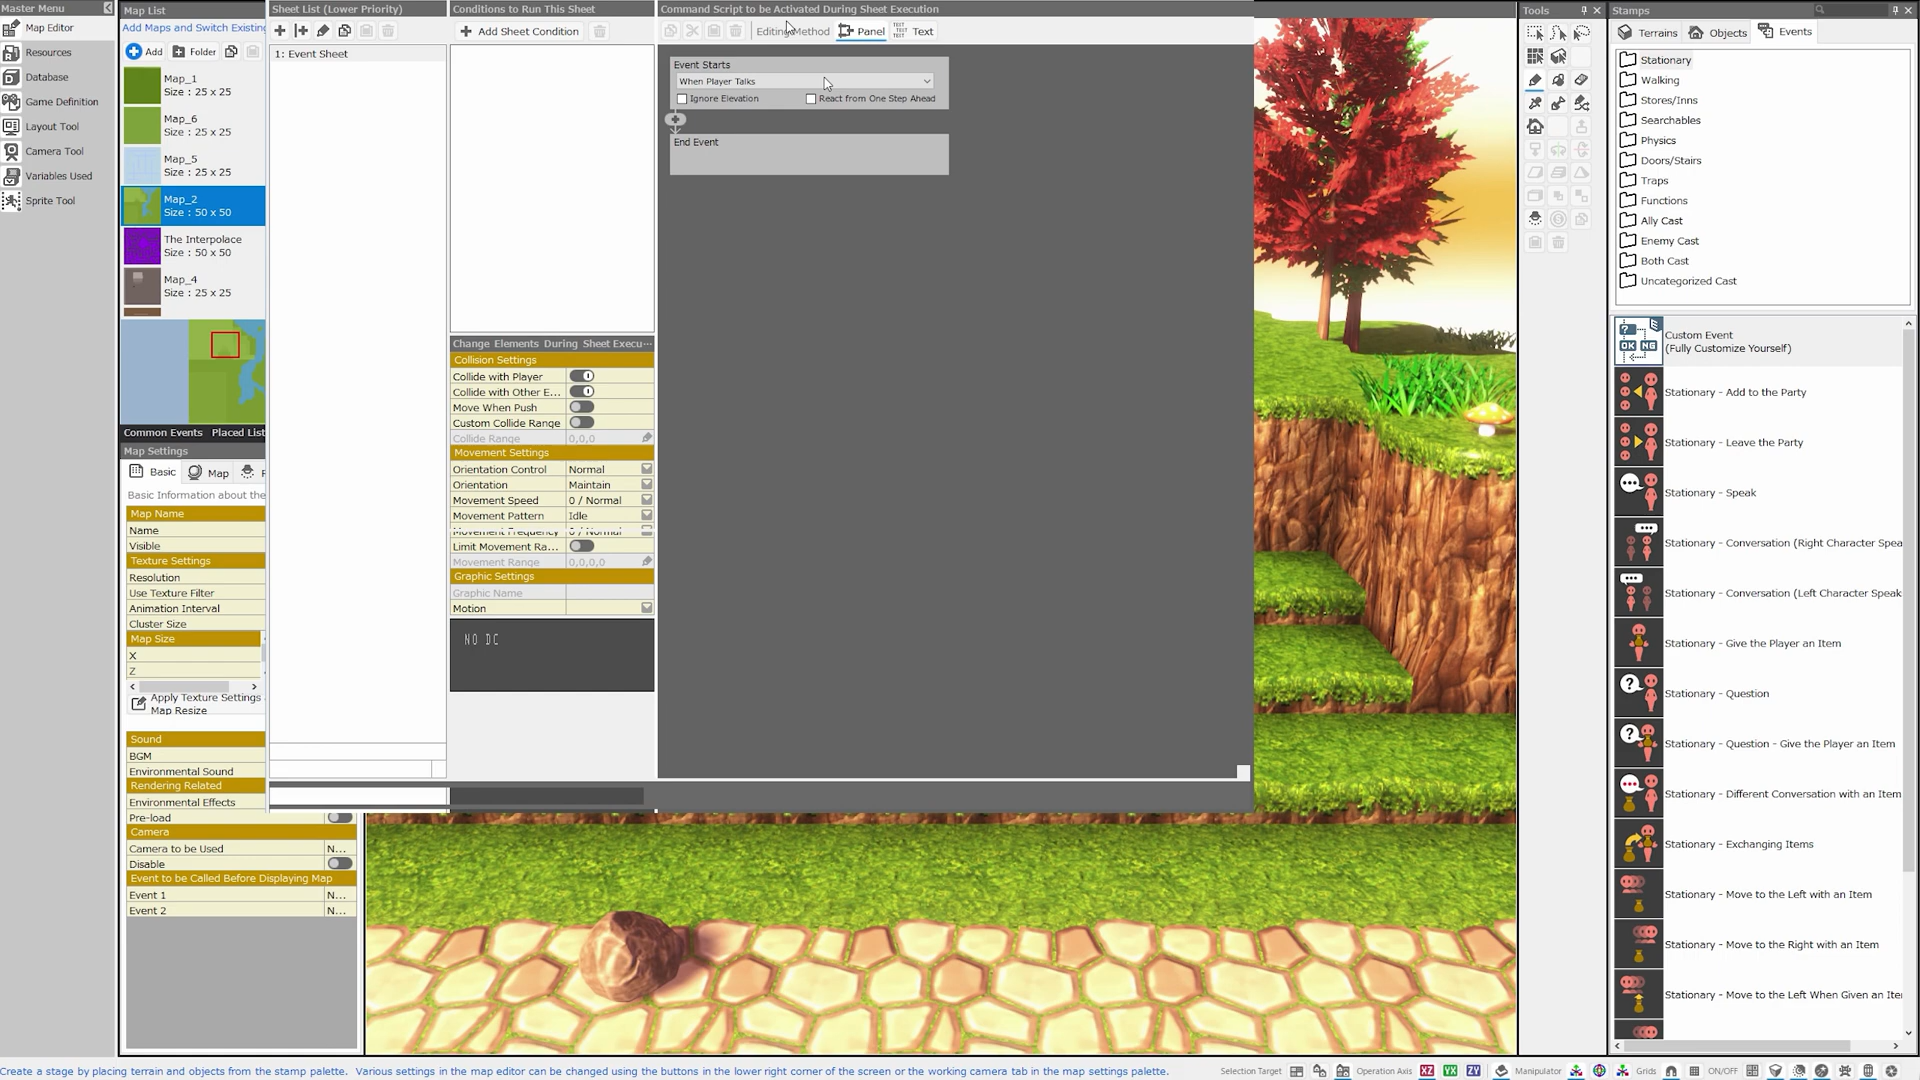 Master Menu
Map Editor
Resources
Database
Game Definition
Layout Tool
Camera Tool
Variables Used
Sprite Tool
Map List
Add Maps and Switch Existing
Add
Folder
Map_1
Size : 25 x 25
Map_6
Size : 25 x 25
Map_5
Size : 25 x 25
Map_2
Size : 50 x 50
The Interpolace
Size : 50 x 50
Map_4
Size : 25 x 25
Common Events Placed List
Map Settings
Basic
Map
Basic Information about the
Map Name
Name
Visible
Texture Settings
Resolution
Use Texture Filter
Animation Interval
Cluster Size
Map Size
X
Z
Apply Texture Settings
Map Resize
Sound
BGM
Environmental Sound
Rendering Related
Environmental Effects
Pre-load
Camera
Camera to be Used N...
Disable
Event to be Called Before Displaying Map
Event 1 N...
Event 2 N...
Sheet List (Lower Priority)
1: Event Sheet
Conditions to Run This Sheet
Add Sheet Condition
Change Elements During Sheet Execu...
Collision Settings
Collide with Player
Collide with Other E...
Move When Push
Custom Collide Range
Collide Range 0,0,0
Movement Settings
Orientation Control Normal
Orientation Maintain
Movement Speed 0 / Normal
Movement Pattern Idle
Movement Frequency 0 / Normal
Limit Movement Ra...
Movement Range 0,0,0,0
Graphic Settings
Graphic Name
Motion
NO DC
Command Script to be Activated During Sheet Execution
Editing Method
Panel
TEXT
TEXT
Text
Event Starts
When Player Talks
Ignore Elevation
React from One Step Ahead
End Event
Tools
Stamps
Terrains
Objects
Events
Stationary
Walking
Stores/Inns
Searchables
Physics
Doors/Stairs
Traps
Functions
Ally Cast
Enemy Cast
Both Cast
Uncategorized Cast
OK NG
Custom Event
(Fully Customize Yourself)
Stationary - Add to the Party
Stationary - Leave the Party
Stationary - Speak
Stationary - Conversation (Right Character Spea
Stationary - Conversation (Left Character Speak
Stationary - Give the Player an Item
Stationary - Question
Stationary - Question - Give the Player an Item
Stationary - Different Conversation with an Item
Stationary - Exchanging Items
Stationary - Move to the Left with an Item
Stationary - Move to the Right with an Item
Stationary - Move to the Left When Given an Ite
Create a stage by placing terrain and objects from the stamp palette. Various settings in the map editor can be changed using the buttons in the lower right corner of the screen or the working camera tab in the map settings palette.
Selection Target
Operation Axis
XZ
YX
ZY
Manipulator
Grids
ON/OFF